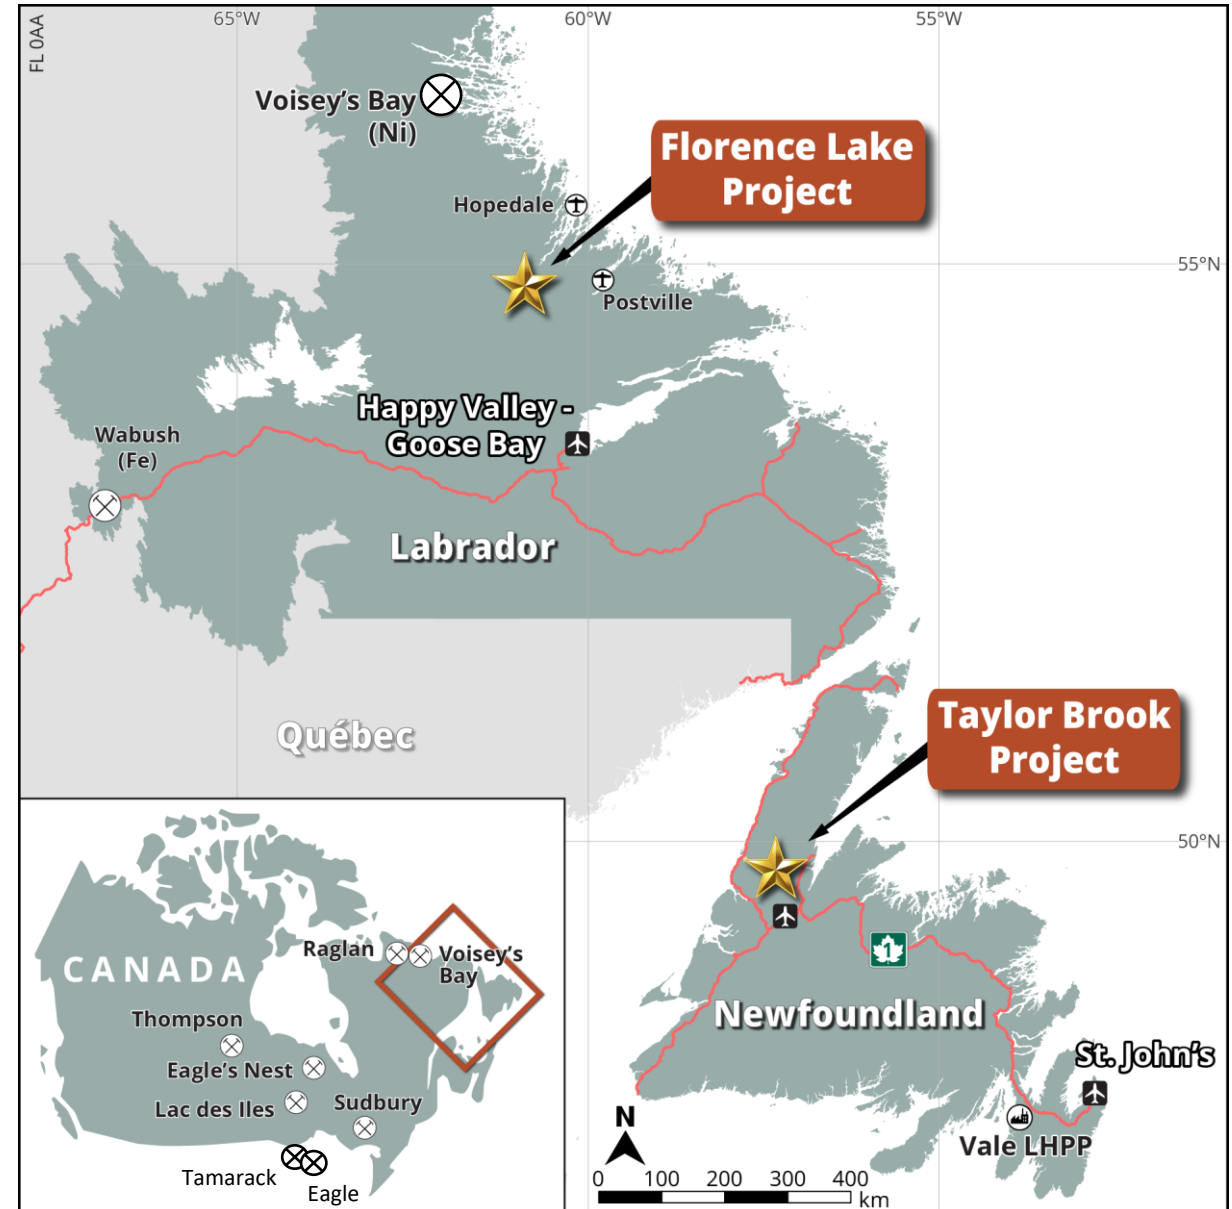 FL 0AA
65°W
60°W
55°W
Voisey's Bay
(Ni)
Florence Lake
Project
Hopedale
55°N
Postville
Happy Valley -
Goose Bay
Wabush
(Fe)
Labrador
Québec
Taylor Brook
Project
50°N
1
Newfoundland
St. John's
Vale LHPP
N
0 100 200 300 400
km
CANADA
Raglan
Voisey's
Bay
Thompson
Eagle's Nest
Lac des Iles
Sudbury
Tamarack
Eagle